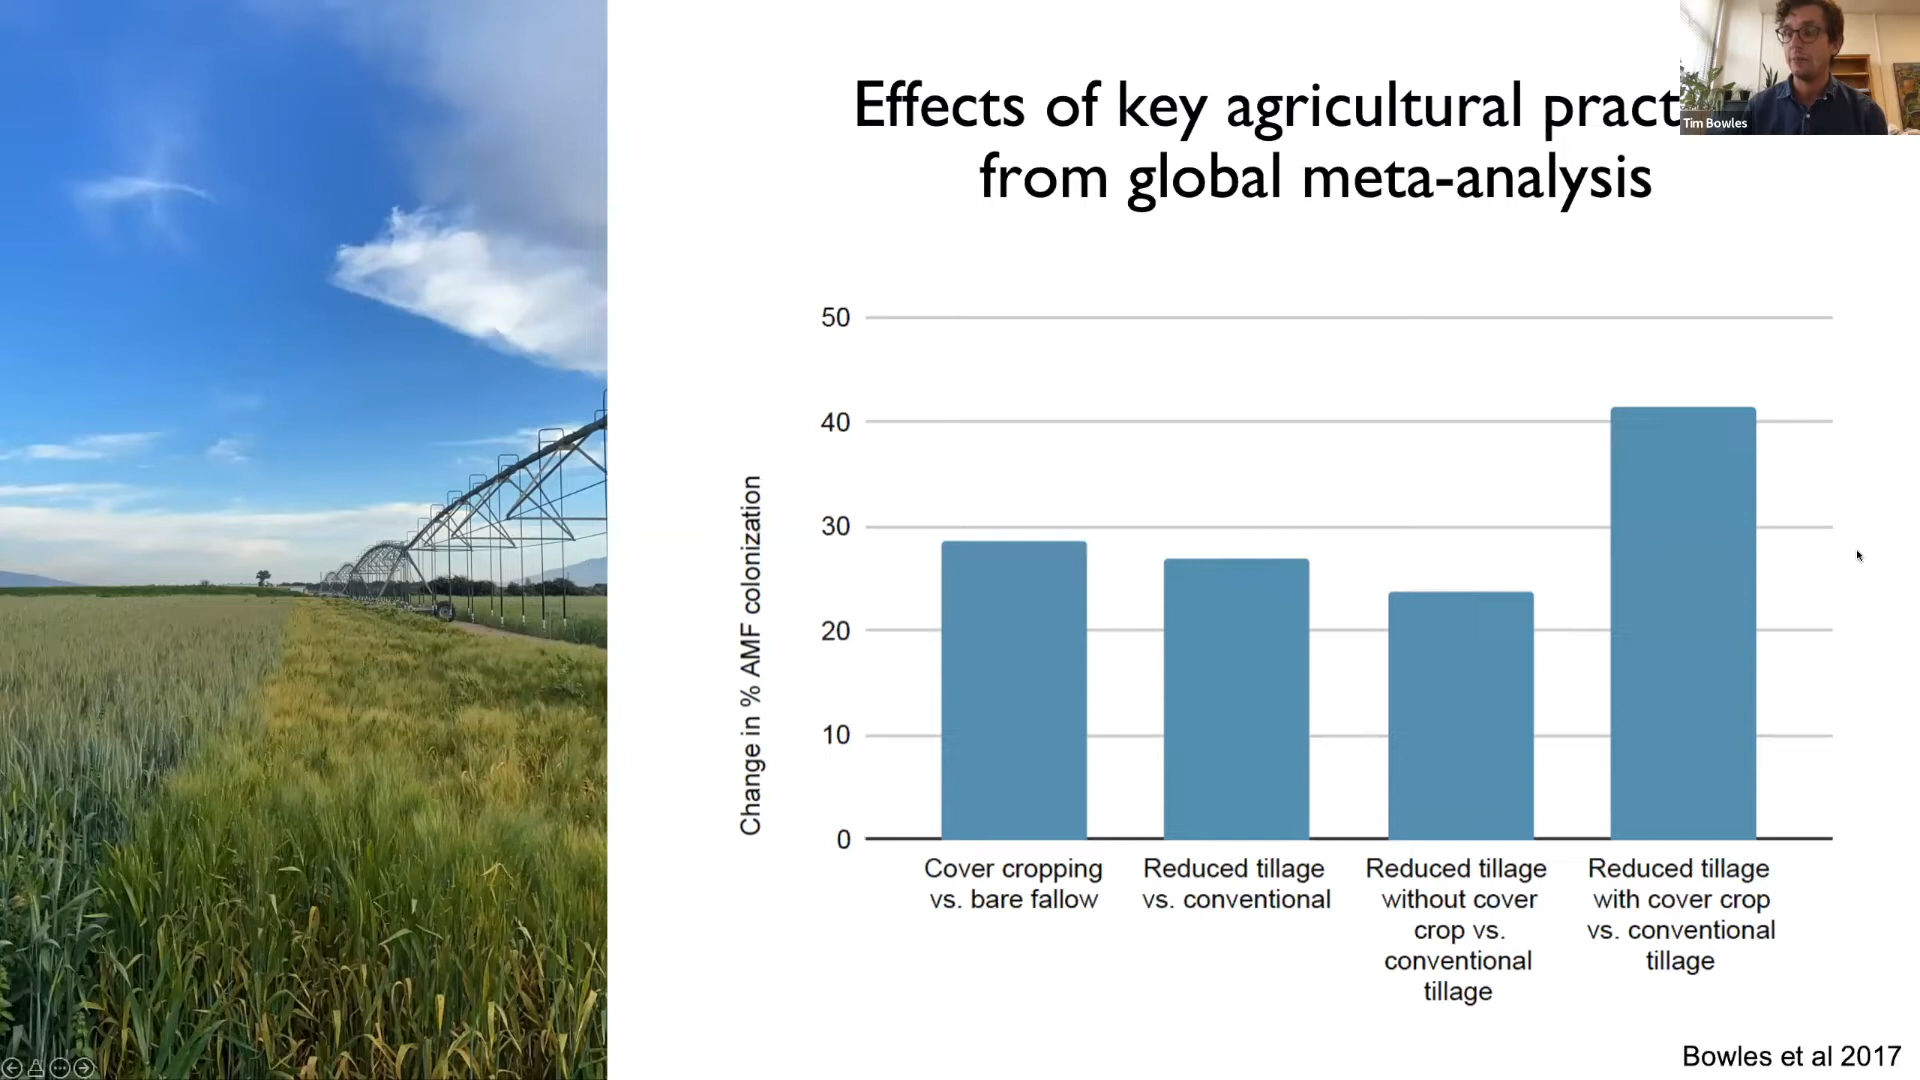 Effects of key agricultural pract
from global meta-analysis
Tim Bowles
50
40
30
20
10
0
Change in % AMF colonization
Cover cropping
vs. bare fallow
Reduced tillage
vs. conventional
Reduced tillage
without cover
crop vs.
conventional
tillage
Reduced tillage
with cover crop
vs. conventional
tillage
Bowles et al 2017